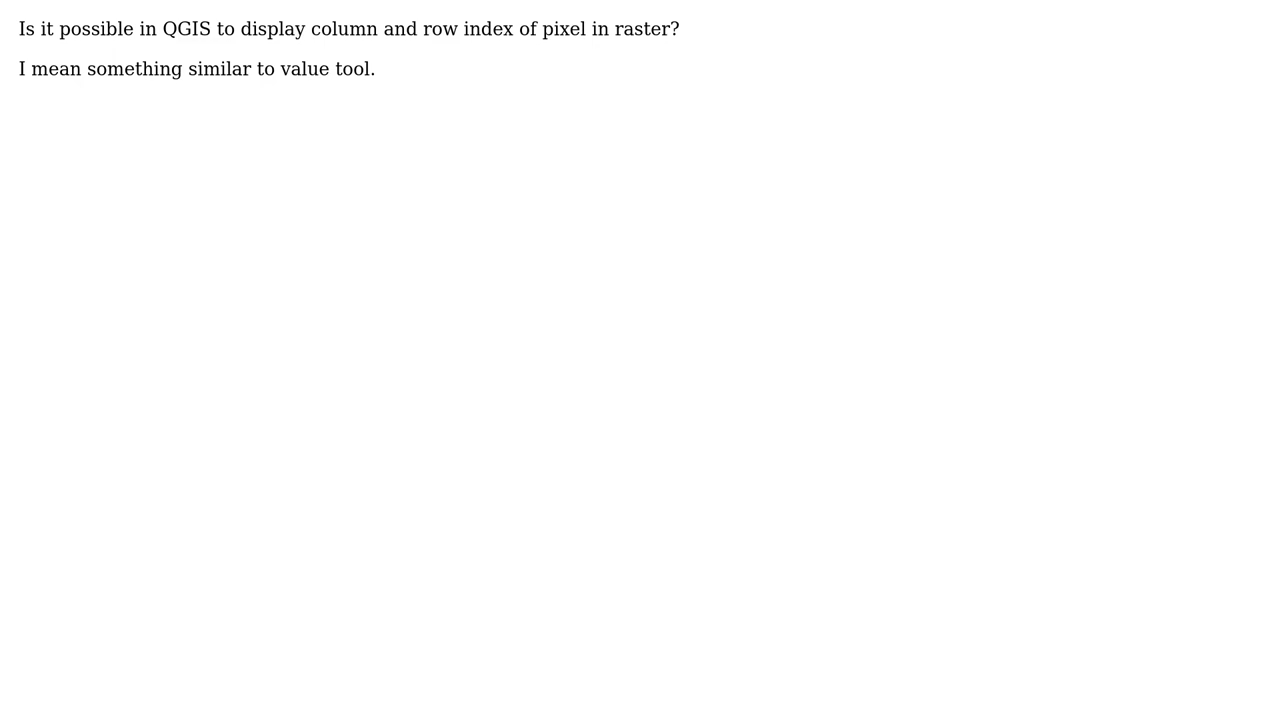 Is it possible in QGIS to display column and row index of pixel in raster?
I mean something similar to value tool.